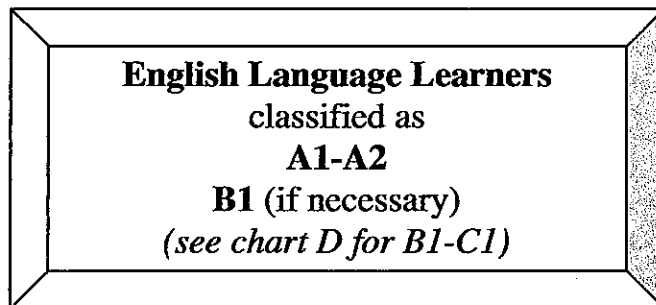 English Language Learners
classified as
A1-A2
B1 (if necessary)
(see chart D for B1-C1)